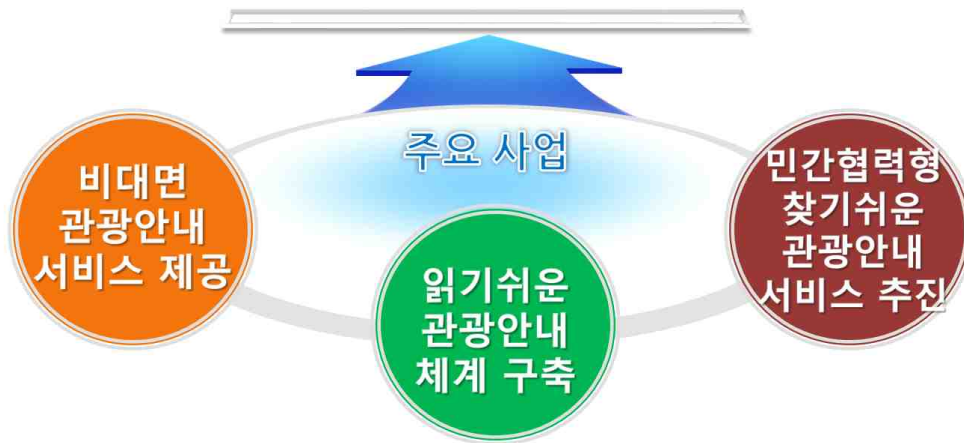 주요 사업
비대면
관광안내
서비스 제공
읽기쉬운
관광안내
체계 구축
민간협력형
찾기쉬운
관광안내
서비스 추진